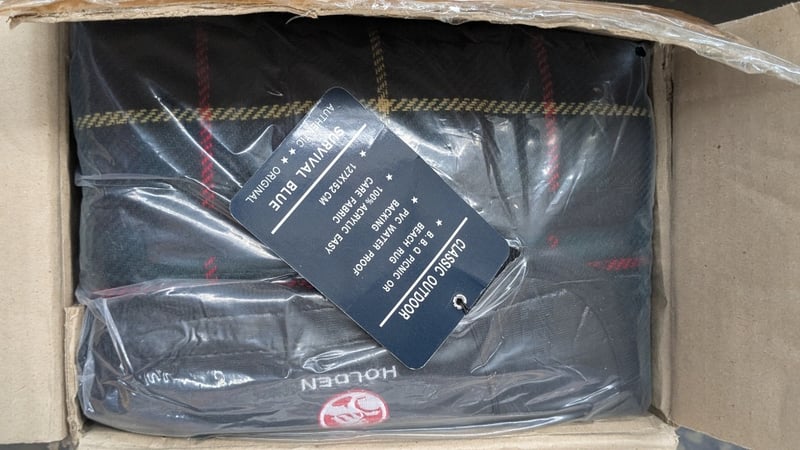 CLASSIC OUTDOOR
★ B.B.Q PICNIC OR
BEACH RUG
★ PVC WATER PROOF
BACKING
★ 100% ACRYLIC EASY
CARE FABRIC
★ 127X152 CM
SURVIVAL BLUE
AUTHENTIC ★ ★ ORIGINAL
HOLDEN